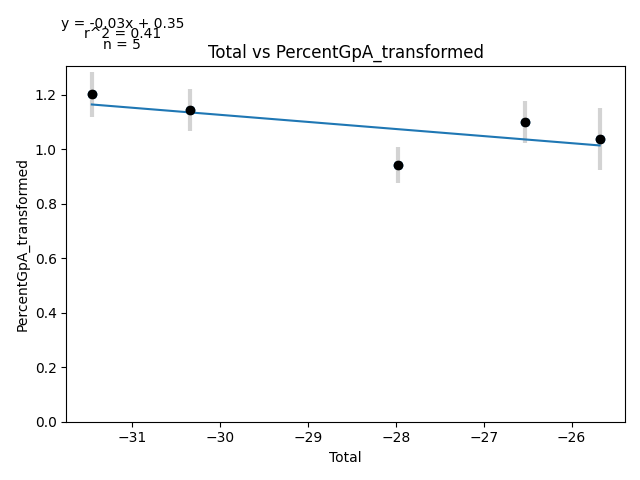 y = -0.03x + 0.35
r^2 = 0.41
n = 5
Total vs PercentGpA_transformed
PercentGpA_transformed
1.2
1.0
0.8
0.6
0.4
0.2
0.0
−31
−30
−29
−28
−27
−26
Total